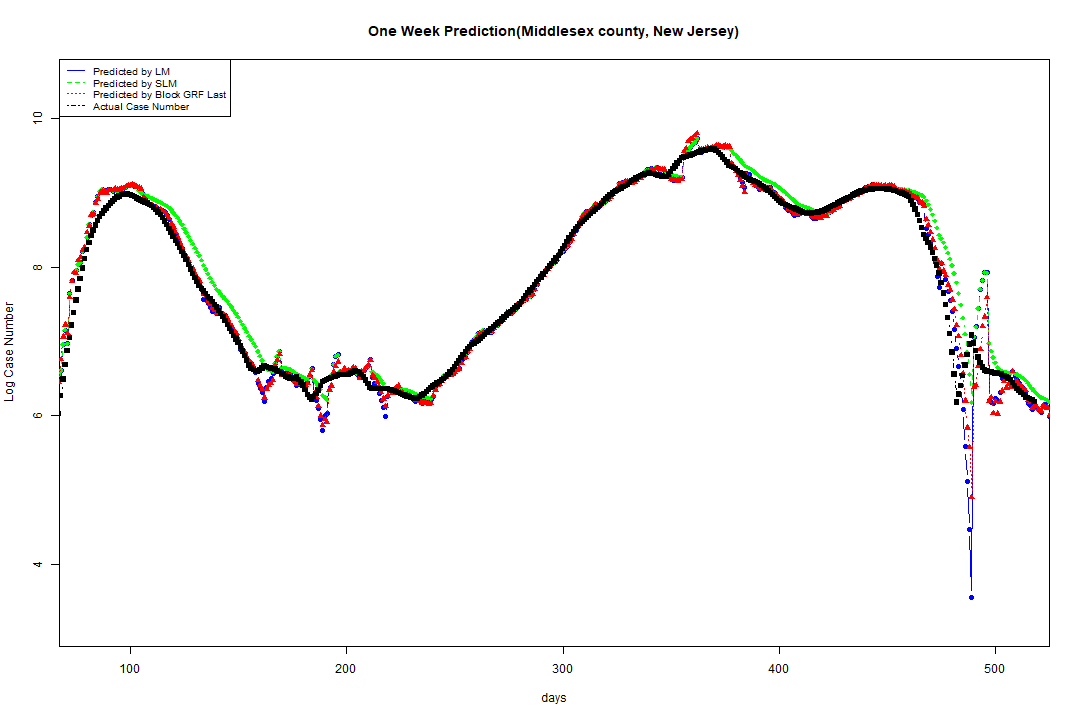 One Week Prediction(Middlesex county, New Jersey)
Predicted by LM
Predicted by SLM
Predicted by Block GRF Last
Actual Case Number
Log Case Number
10
8
6
4
100 200 300 400 500
days